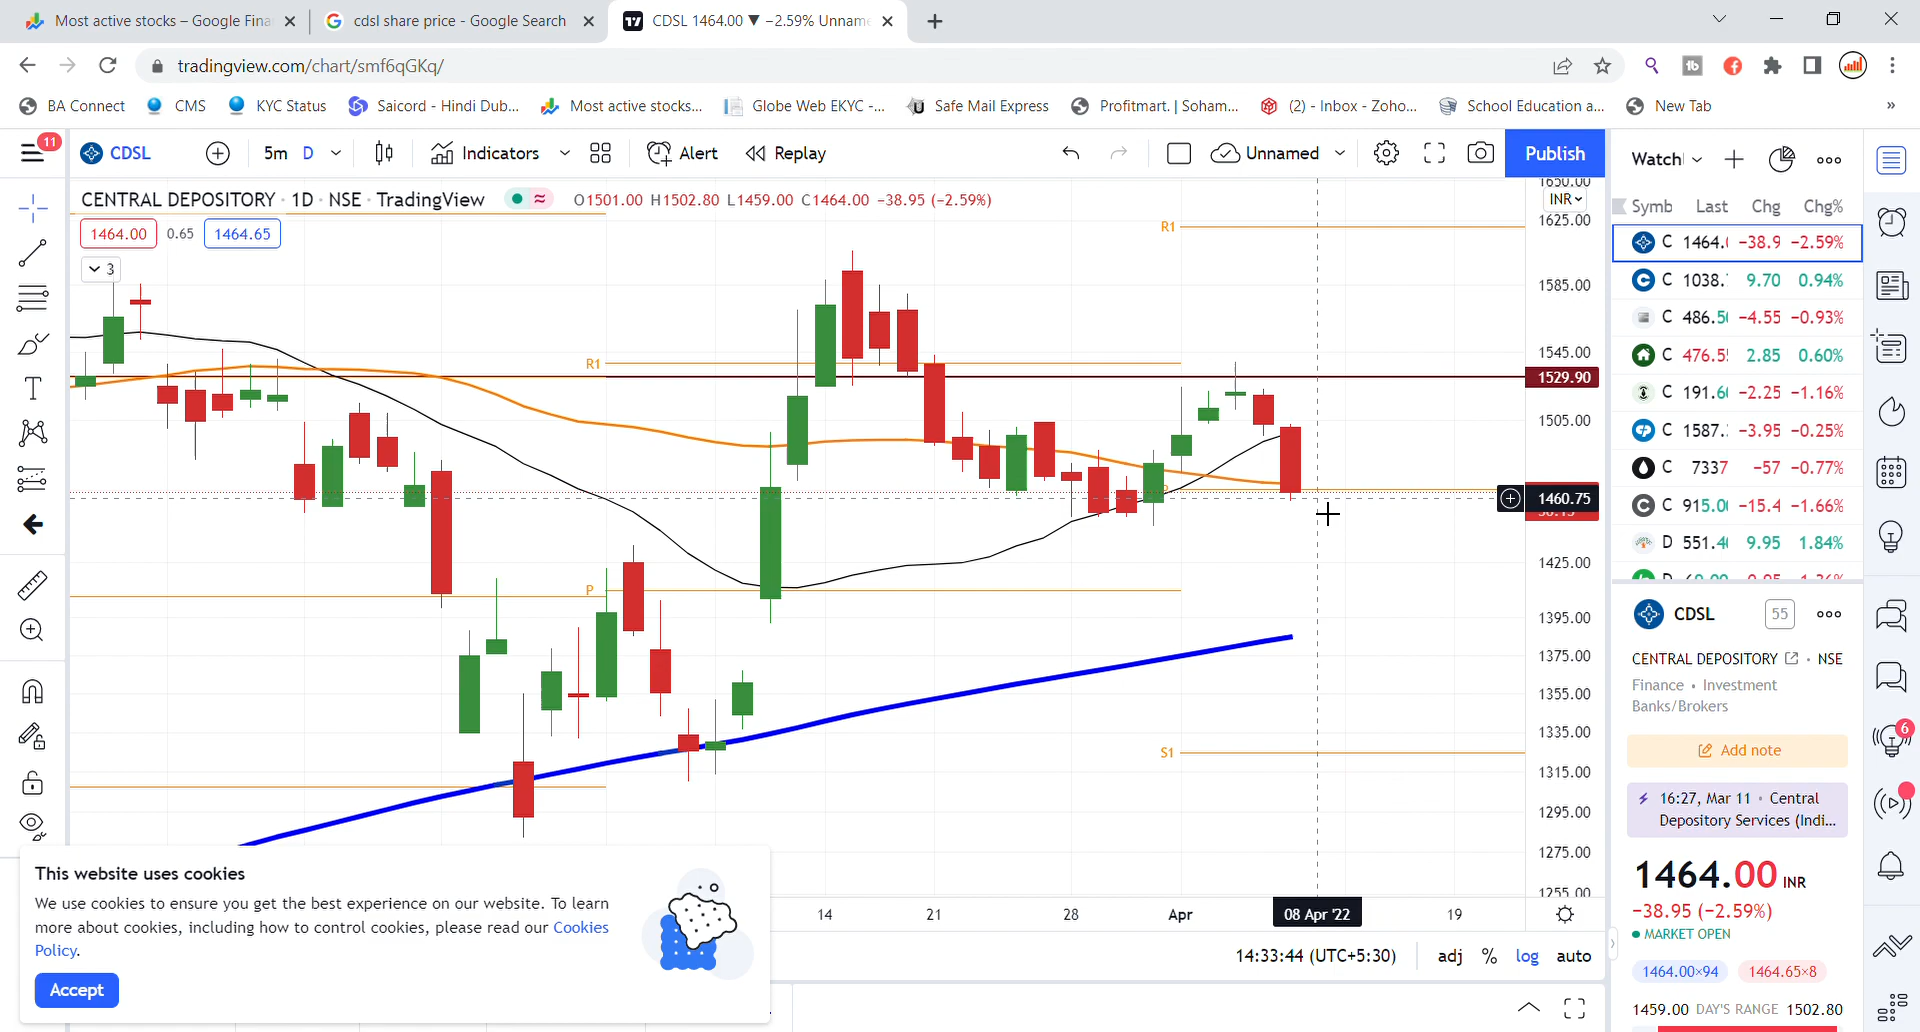 Most active stocks – Google Fina
cdsl share price - Google Search
CDSL 1464.00 ▼ −2.59% Unname
tradingview.com/chart/smf6qGKq/
BA Connect
CMS
KYC Status
Saicord - Hindi Dub...
Most active stocks...
Globe Web EKYC -...
Safe Mail Express
Profitmart. | Soham...
(2) - Inbox - Zoho...
School Education a...
New Tab
»
11
CDSL
5m
D
Indicators
Alert
Replay
Unnamed
Publish
CENTRAL DEPOSITORY · 1D · NSE · TradingView
O1501.00 H1502.80 L1459.00 C1464.00 −38.95 (−2.59%)
1464.00
0.65
1464.65
3
R1
R1
P
S1
1650.00
INR
1625.00
1585.00
1545.00
1529.90
1505.00
1460.75
1425.00
1395.00
1375.00
1355.00
1335.00
1315.00
1295.00
1275.00
1255.00
14
21
28
Apr
08 Apr '22
19
14:33:44 (UTC+5:30)
adj
%
log
auto
This website uses cookies
We use cookies to ensure you get the best experience on our website. To learn
more about cookies, including how to control cookies, please read our Cookies
Policy.
Accept
Watchl
Symb Last Chg Chg%
C 1464.0 −38.9 −2.59%
C 1038. 9.70 0.94%
C 486.50 −4.55 −0.93%
C 476.55 2.85 0.60%
C 191.60 −2.25 −1.16%
C 1587. −3.95 −0.25%
C 7337 −57 −0.77%
C 915.00 −15.4 −1.66%
D 551.40 9.95 1.84%
CDSL
55
CENTRAL DEPOSITORY · NSE
Finance • Investment
Banks/Brokers
Add note
16:27, Mar 11 • Central
Depository Services (Indi...
1464.00 INR
−38.95 (−2.59%)
MARKET OPEN
1464.00×94
1464.65×8
1459.00 DAY'S RANGE 1502.80
6